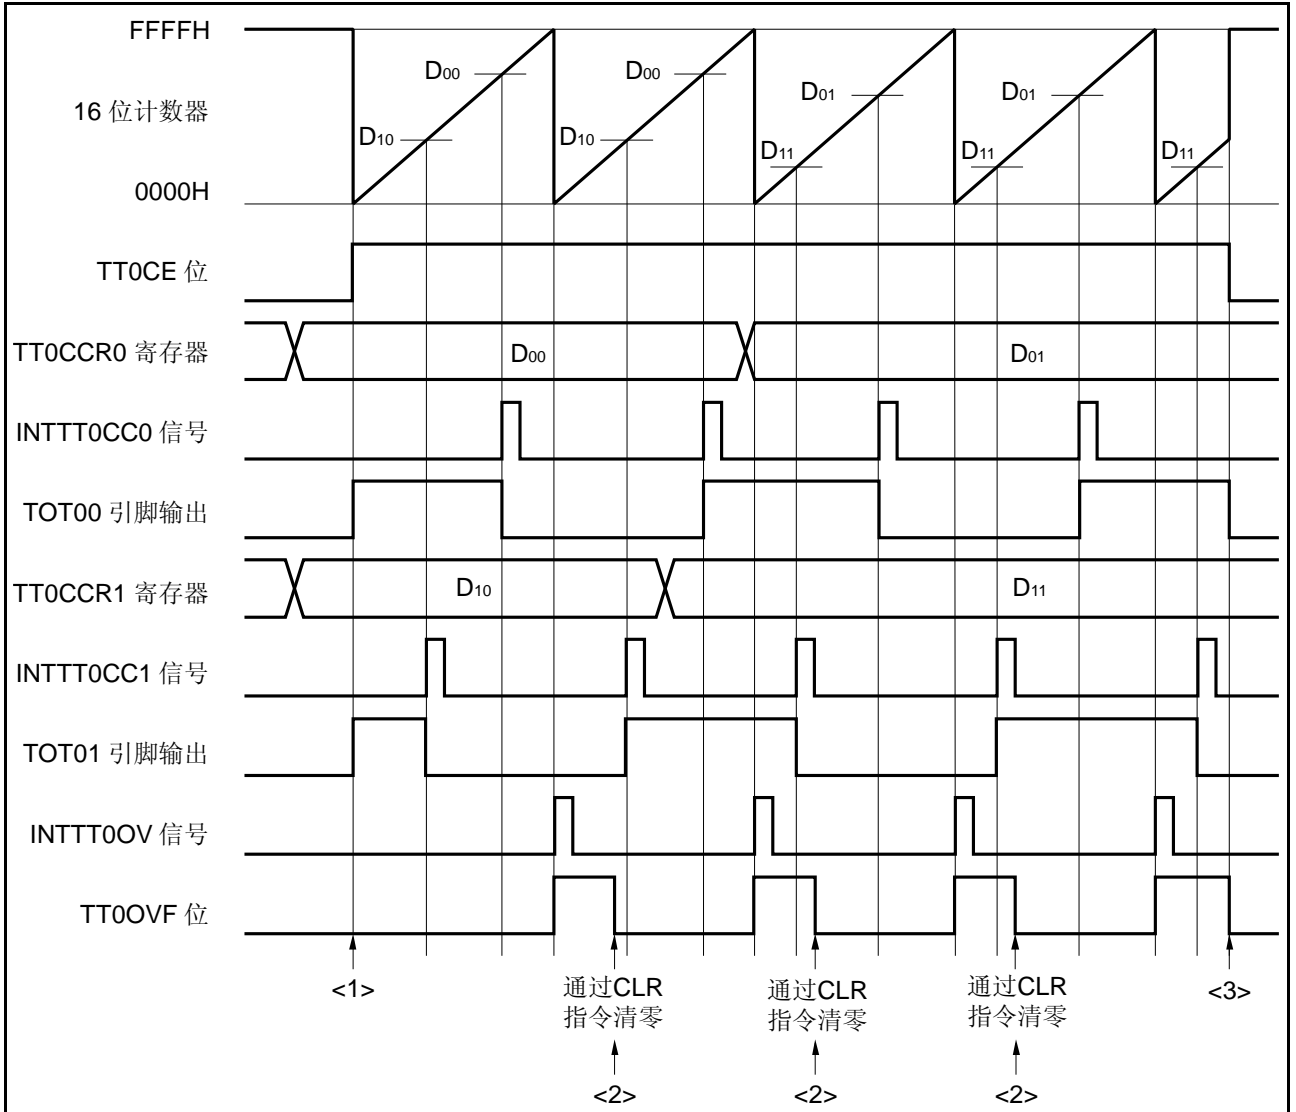 FFFFH
D00
D00
D01
D01
16 位计数器
D10
D10
D11
D11
D11
0000H
TT0CE 位
TT0CCR0 寄存器
D00
D01
INTTT0CC0 信号
TOT00 引脚输出
TT0CCR1 寄存器
D10
D11
INTTT0CC1 信号
TOT01 引脚输出
INTTT0OV 信号
TT0OVF 位
<1>
通过CLR
指令清零
通过CLR
指令清零
通过CLR
指令清零
<3>
<2>
<2>
<2>